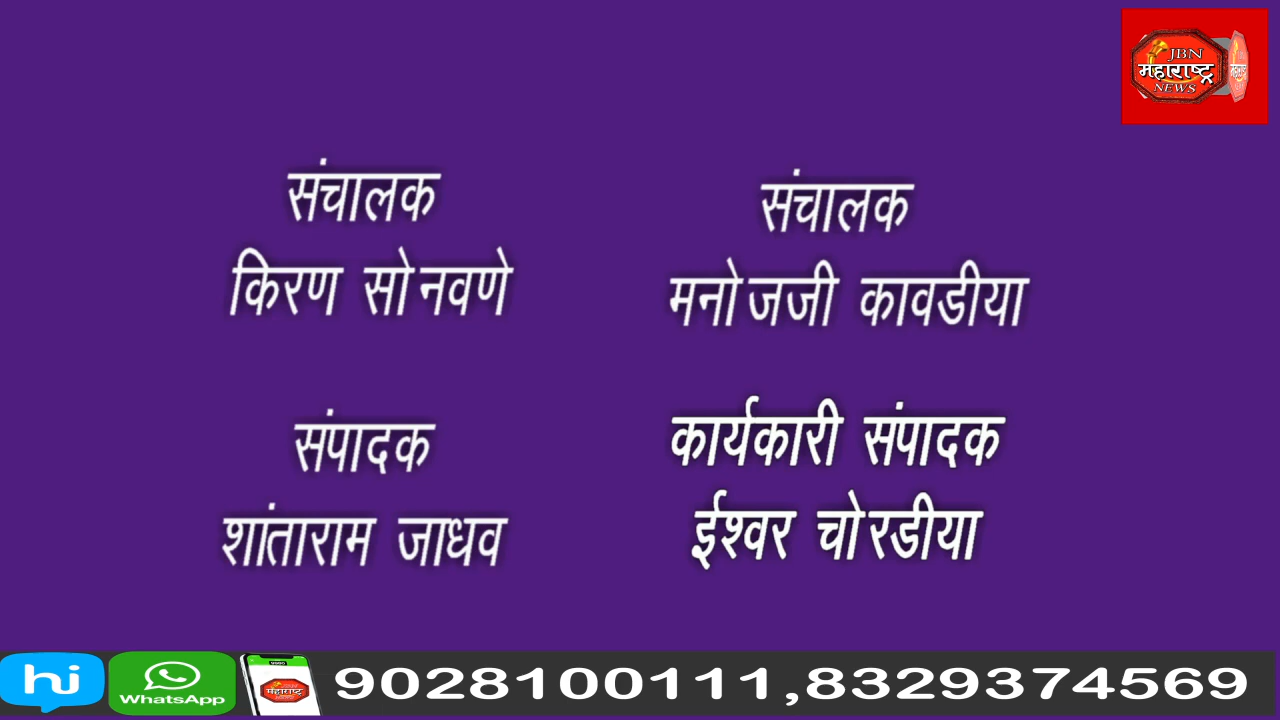 JBN
महाराष्ट्र
NEWS
संचालक
किरण सोनवणे
संचालक
मनोजजी कावडीया
संपादक
शांताराम जाधव
कार्यकारी संपादक
ईश्वर चोरडीया
hi
WhatsApp
महाराष्ट्र
9028100111,8329374569